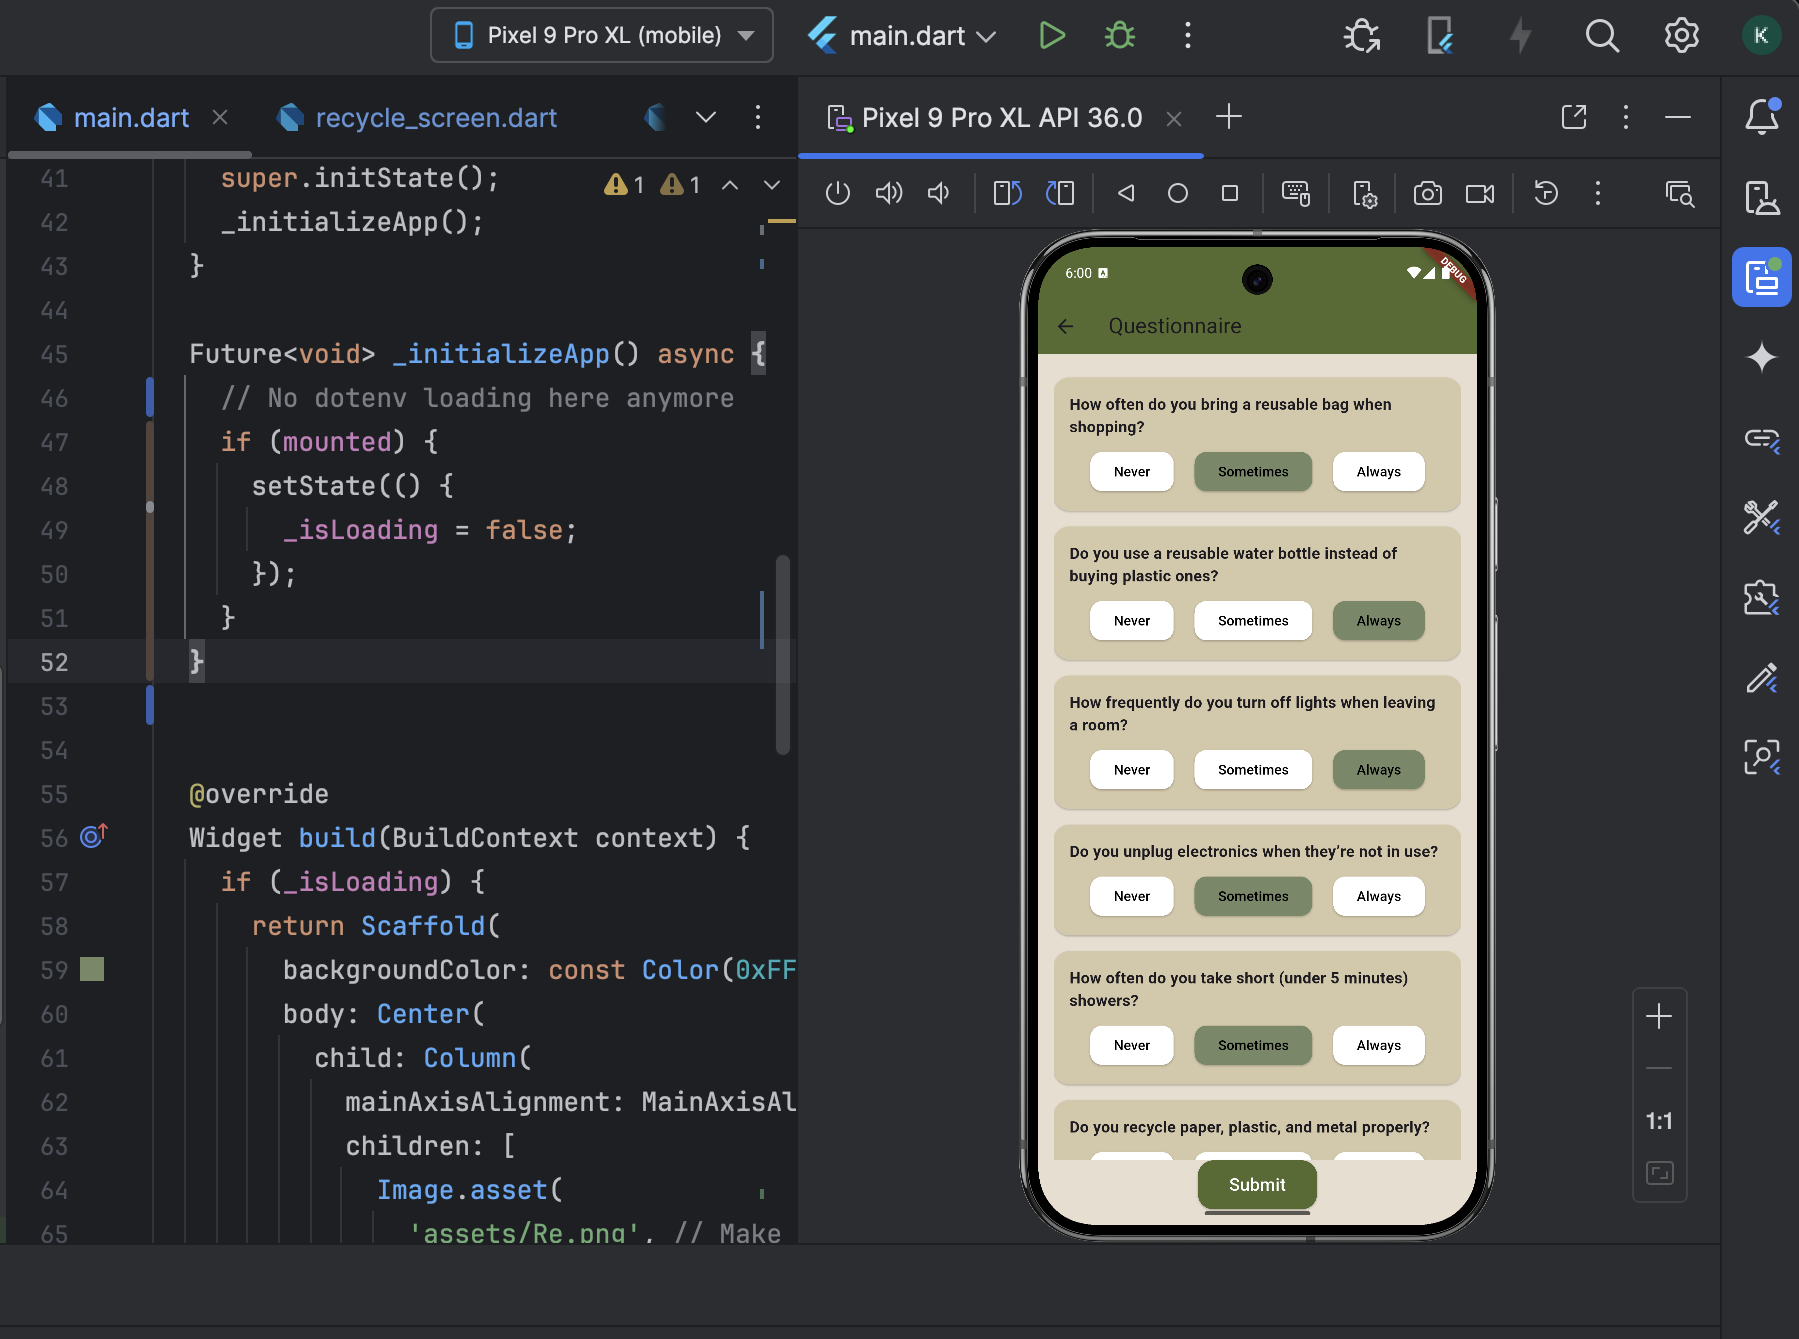 Pixel 9 Pro XL (mobile)
main.dart
K
main.dart
recycle_screen.dart
Pixel 9 Pro XL API 36.0
41 super.initState();
1 1
42 _initializeApp();
43 }
44
45 Future<void> _initializeApp() async {
46 // No dotenv loading here anymore
47 if (mounted) {
48 setState(() {
49 _isLoading = false;
50 });
51 }
52 }
53
54
55 @override
56 Widget build(BuildContext context) {
57 if (_isLoading) {
58 return Scaffold(
59 backgroundColor: const Color(0xFF
60 body: Center(
61 child: Column(
62 mainAxisAlignment: MainAxisAl
63 children: [
64 Image.asset(
65 'assets/Re.png', // Make
6:00 A
DEBUG
Questionnaire
How often do you bring a reusable bag when
shopping?
Never Sometimes Always
Do you use a reusable water bottle instead of
buying plastic ones?
Never Sometimes Always
How frequently do you turn off lights when leaving
a room?
Never Sometimes Always
Do you unplug electronics when they’re not in use?
Never Sometimes Always
How often do you take short (under 5 minutes)
showers?
Never Sometimes Always
Do you recycle paper, plastic, and metal properly?
Submit
1:1